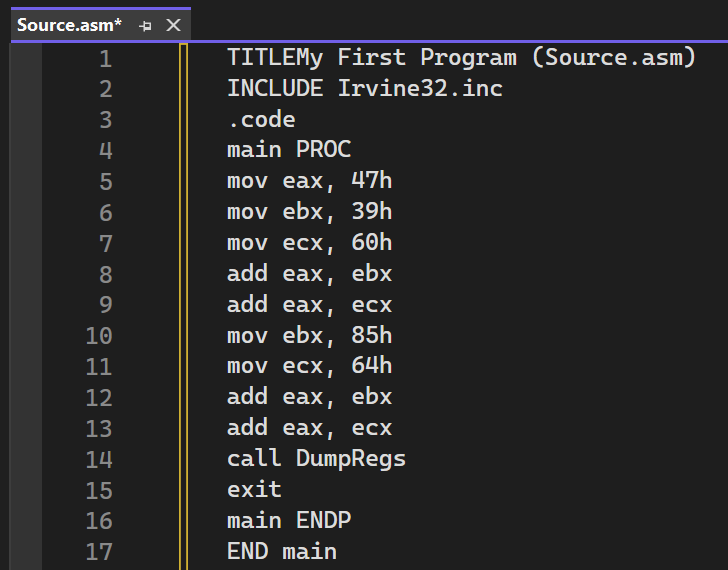 Source.asm*
1 TITLEMy First Program (Source.asm)
2 INCLUDE Irvine32.inc
3 .code
4 main PROC
5 mov eax, 47h
6 mov ebx, 39h
7 mov ecx, 60h
8 add eax, ebx
9 add eax, ecx
10 mov ebx, 85h
11 mov ecx, 64h
12 add eax, ebx
13 add eax, ecx
14 call DumpRegs
15 exit
16 main ENDP
17 END main